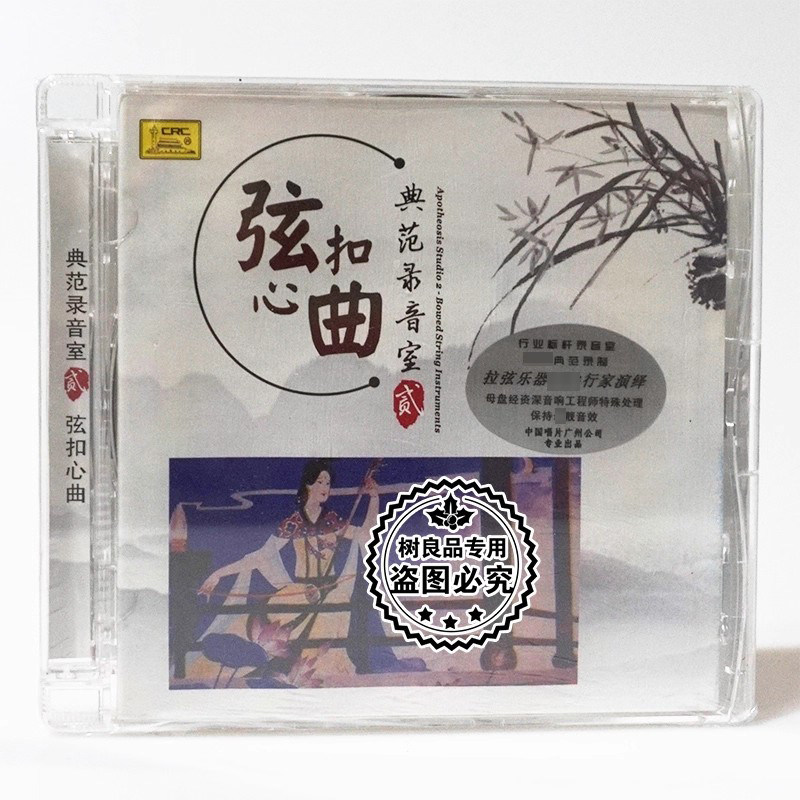 CRC
弦扣
心曲
典范录音室
贰
Apotheosis Studio 2 - Bowed String Instruments
典范录音室 贰 弦扣心曲
行业标杆录音室
典范录制
拉弦乐器 行家演绎
母盘经资深音响工程师特殊处理
保持 靓音效
中国唱片广州公司
专业出品
树良品专用
盗图必究